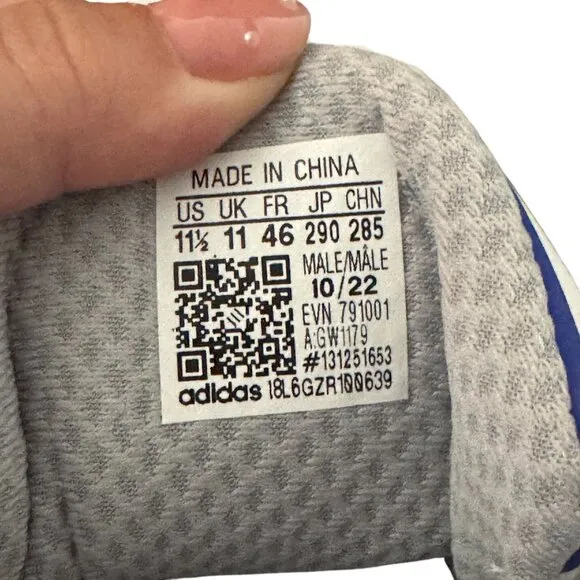 MADE IN CHINA
US UK FR JP CHN
11½ 11 46 290 285
MALE/MÂLE
10/22
EVN 791001
A:GW1179
#131251653
adidas 18L6GZR100639